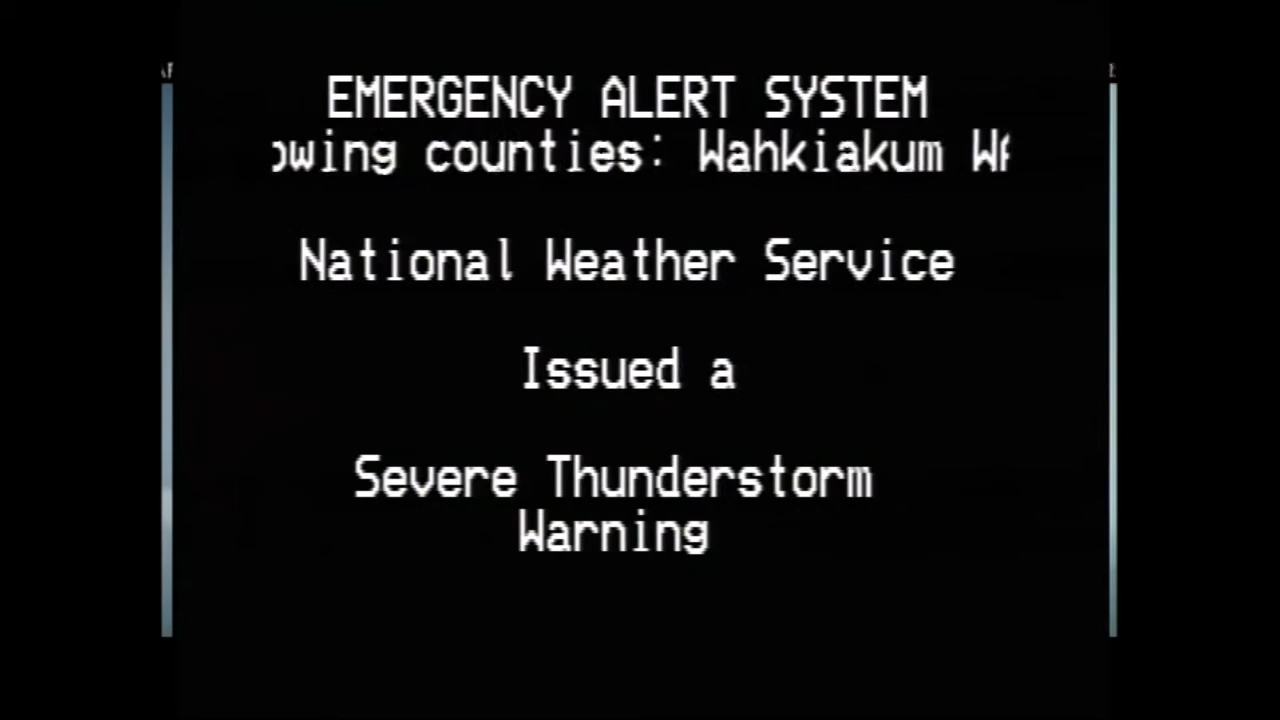 EMERGENCY ALERT SYSTEM
counties: Wahkiakum
National Weather Service
Issued a
Severe Thunderstorm
Warning